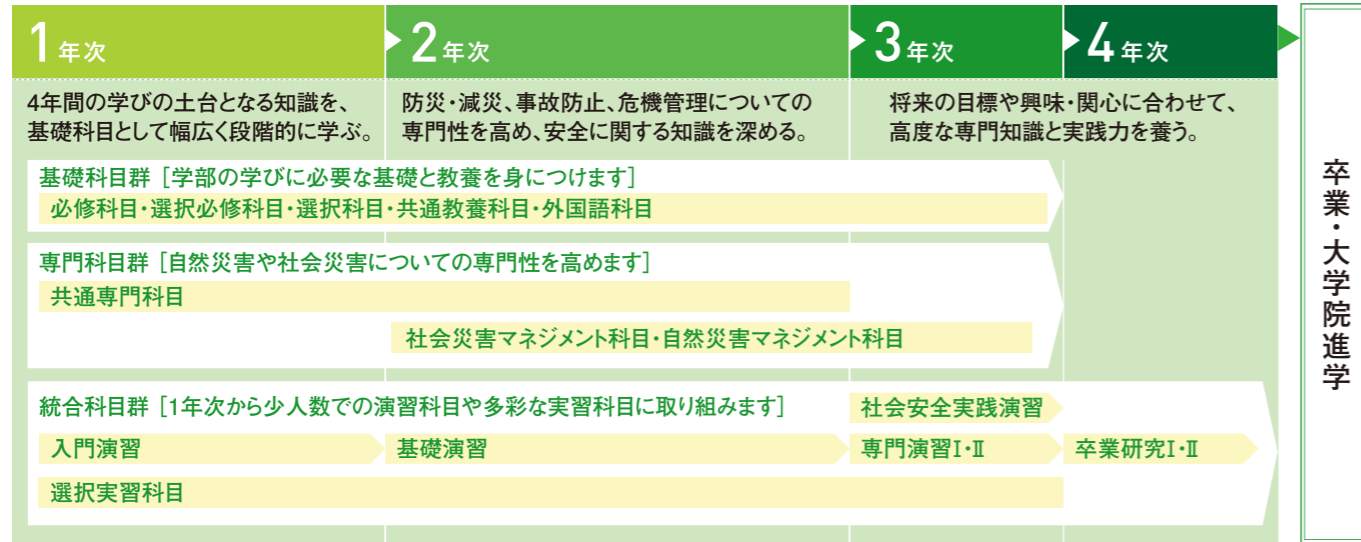 1年次
2年次
3年次
4年次
4年間の学びの土台となる知識を、
基礎科目として幅広く段階的に学ぶ。
防災・減災、事故防止、危機管理についての
専門性を高め、安全に関する知識を深める。
将来の目標や興味・関心に合わせて、
高度な専門知識と実践力を養う。
基礎科目群［学部の学びに必要な基礎と教養を身につけます］
必修科目・選択必修科目・選択科目・共通教養科目・外国語科目
専門科目群［自然災害や社会災害についての専門性を高めます］
共通専門科目
社会災害マネジメント科目・自然災害マネジメント科目
統合科目群［1年次から少人数での演習科目や多彩な実習科目に取り組みます］
社会安全実践演習
入門演習
基礎演習
専門演習Ⅰ・Ⅱ
卒業研究Ⅰ・Ⅱ
選択実習科目
卒業・大学院進学